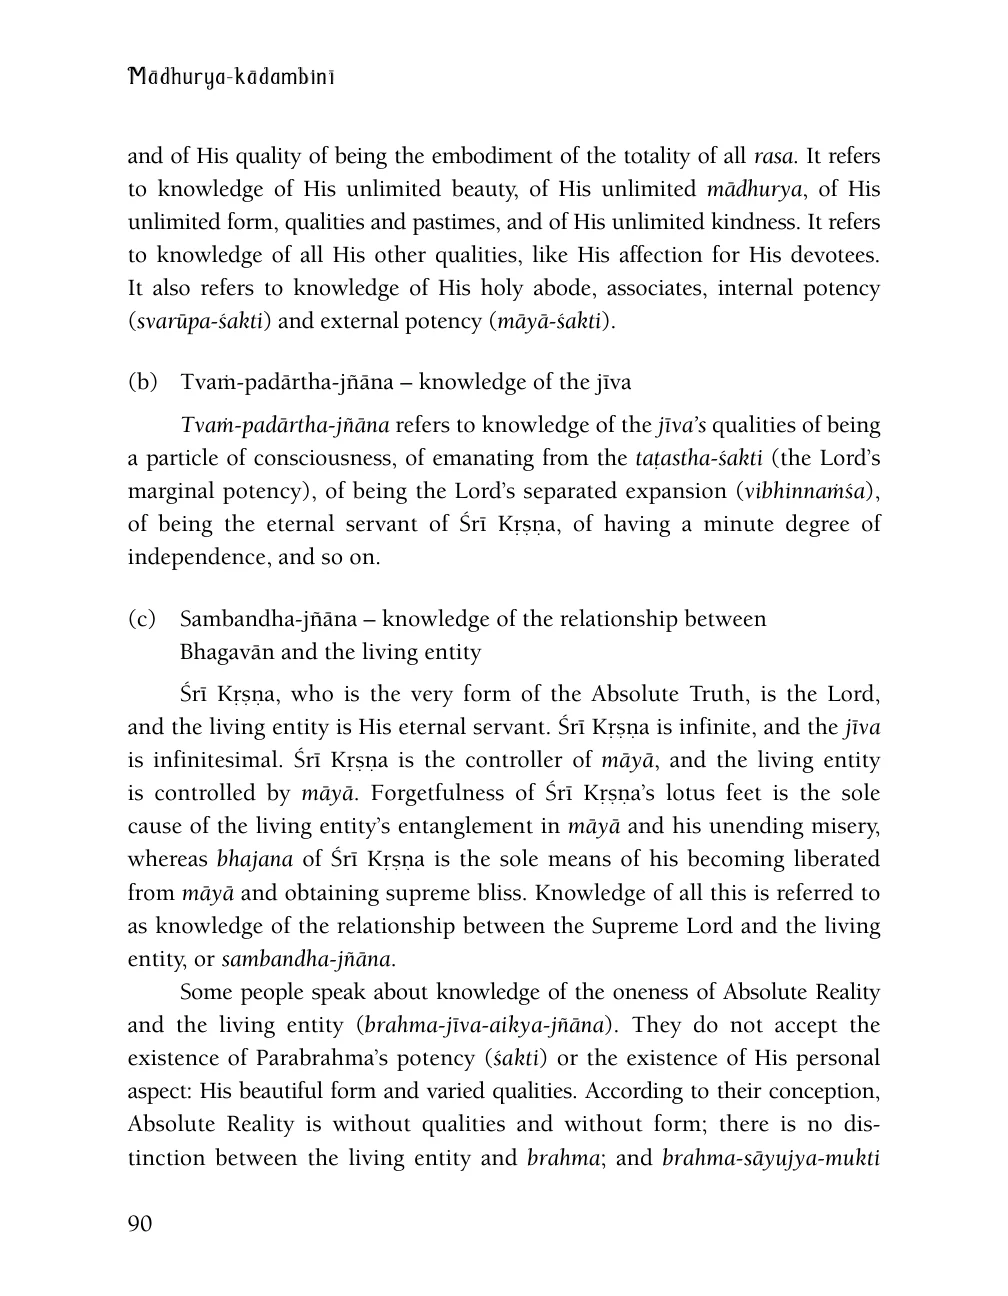 Mādhurya-kādambinī
and of His quality of being the embodiment of the totality of all rasa. It refers
to knowledge of His unlimited beauty, of His unlimited mādhurya, of His
unlimited form, qualities and pastimes, and of His unlimited kindness. It refers
to knowledge of all His other qualities, like His affection for His devotees.
It also refers to knowledge of His holy abode, associates, internal potency
(svarūpa-śakti) and external potency (māyā-śakti).
(b) Tvaṁ-padārtha-jñāna – knowledge of the jīva
Tvaṁ-padārtha-jñāna refers to knowledge of the jīva’s qualities of being
a particle of consciousness, of emanating from the taṭastha-śakti (the Lord’s
marginal potency), of being the Lord’s separated expansion (vibhinnaṁśa),
of being the eternal servant of Śrī Kṛṣṇa, of having a minute degree of
independence, and so on.
(c) Sambandha-jñāna – knowledge of the relationship between
Bhagavān and the living entity
Śrī Kṛṣṇa, who is the very form of the Absolute Truth, is the Lord,
and the living entity is His eternal servant. Śrī Kṛṣṇa is infinite, and the jīva
is infinitesimal. Śrī Kṛṣṇa is the controller of māyā, and the living entity
is controlled by māyā. Forgetfulness of Śrī Kṛṣṇa’s lotus feet is the sole
cause of the living entity’s entanglement in māyā and his unending misery,
whereas bhajana of Śrī Kṛṣṇa is the sole means of his becoming liberated
from māyā and obtaining supreme bliss. Knowledge of all this is referred to
as knowledge of the relationship between the Supreme Lord and the living
entity, or sambandha-jñāna.
Some people speak about knowledge of the oneness of Absolute Reality
and the living entity (brahma-jīva-aikya-jñāna). They do not accept the
existence of Parabrahma’s potency (śakti) or the existence of His personal
aspect: His beautiful form and varied qualities. According to their conception,
Absolute Reality is without qualities and without form; there is no dis-
tinction between the living entity and brahma; and brahma-sāyujya-mukti
90